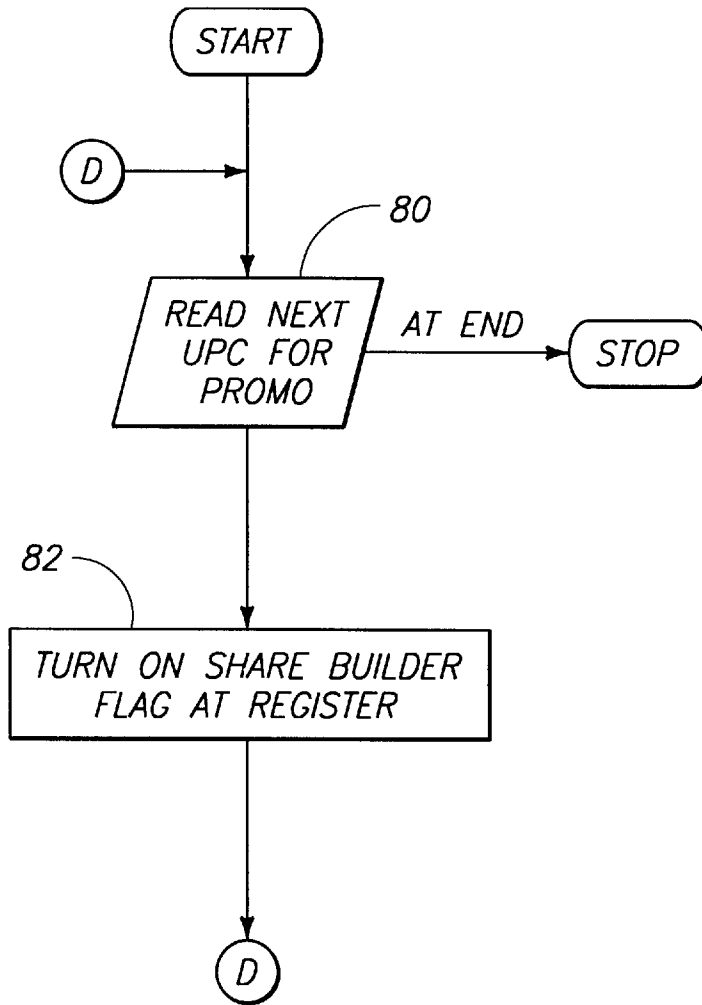 START
D
80
READ NEXT
UPC FOR
PROMO
AT END
STOP
82
TURN ON SHARE BUILDER
FLAG AT REGISTER
D